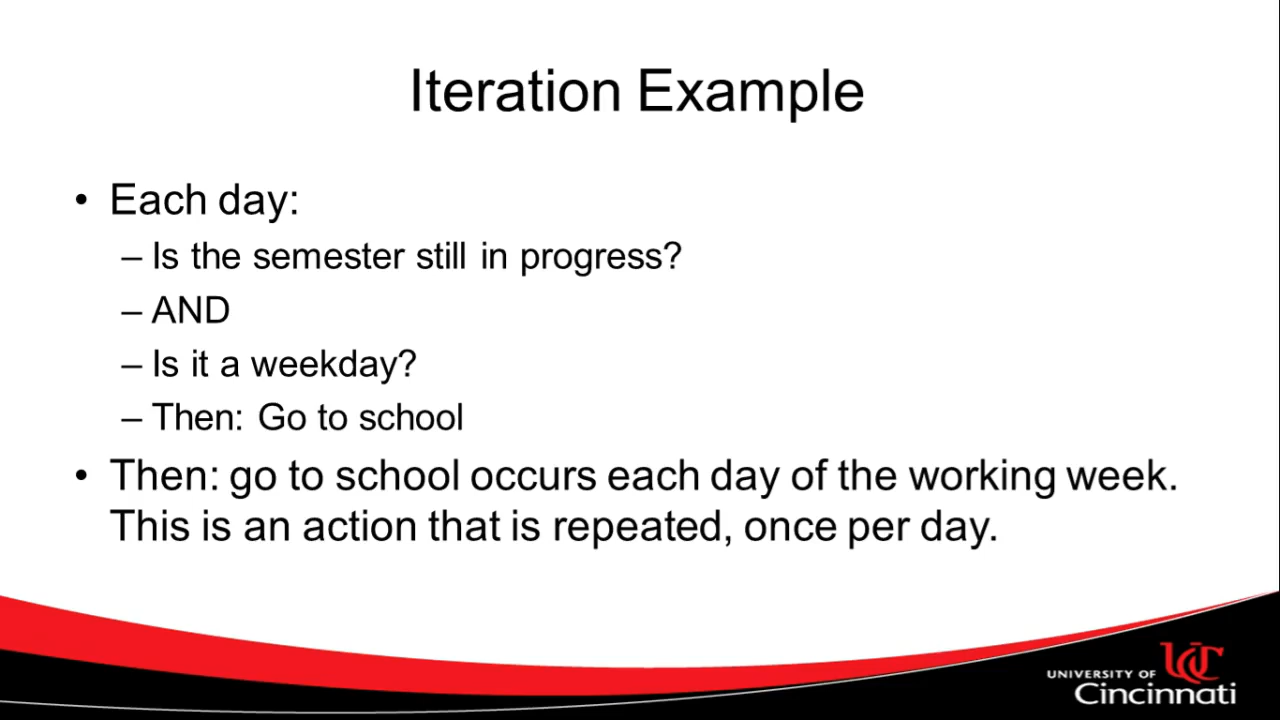 Iteration Example
• Each day:
– Is the semester still in progress?
– AND
– Is it a weekday?
– Then: Go to school
• Then: go to school occurs each day of the working week.
This is an action that is repeated, once per day.
UC
UNIVERSITY OF
Cincinnati